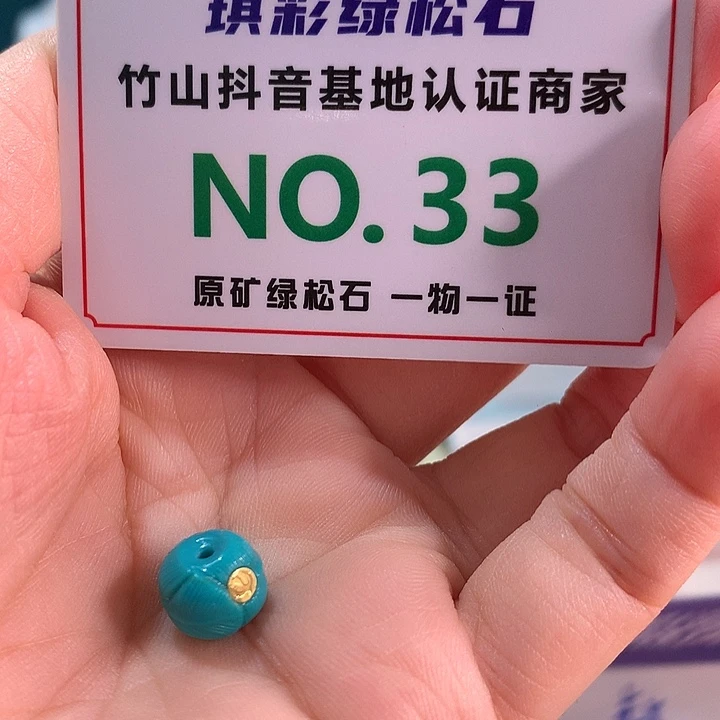 琪彩绿松石
竹山抖音基地认证商家
NO. 33
原矿绿松石 一物一证